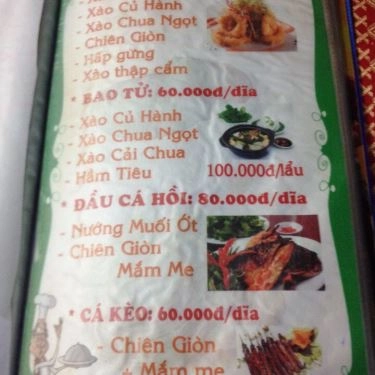 - Xào Củ Hành
- Xào Chua Ngọt
- Chiên Giòn
- Hấp gừng
- Xào thập cẩm
* BAO TỬ: 60.000đ/dĩa
- Xào Củ Hành
- Xào Chua Ngọt
- Xào Cải Chua
- Hầm Tiêu 100.000đ/lẩu
* ĐẦU CÁ HỒI: 80.000đ/dĩa
- Nướng Muối Ớt
- Chiên Giòn
Mắm Me
* CÁ KÈO: 60.000đ/dĩa
- Chiên Giòn
+ Mắm me